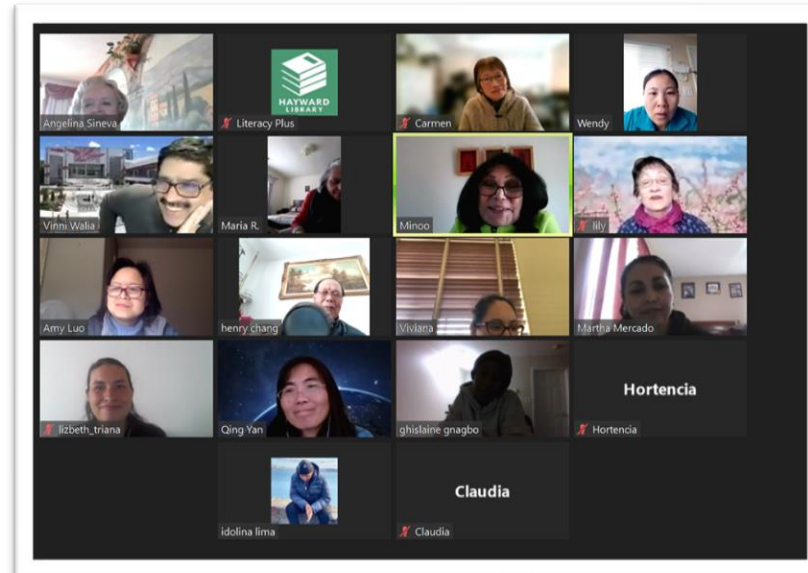 Angelina Sineva
HAYWARD
LIBRARY
Literacy Plus
Carmen
Wendy
Vinni Walia
Maria R.
Minoo
lily
Amy Luo
henry chang
Viviana
Martha Mercado
lizbeth_triana
Qing Yan
ghislaine gnagbo
Hortencia
Hortencia
idolina lima
Claudia
Claudia